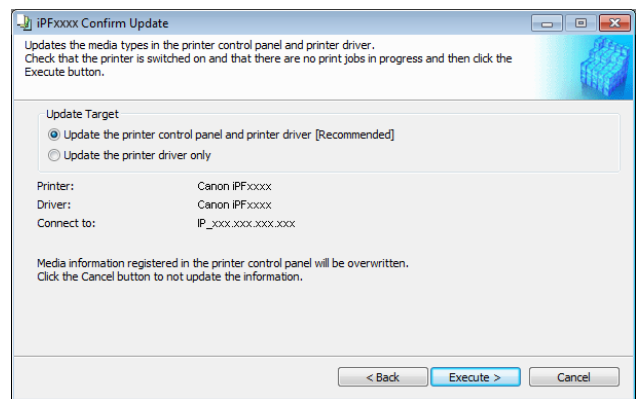 iPFxxxx Confirm Update
Updates the media types in the printer control panel and printer driver.
Check that the printer is switched on and that there are no print jobs in progress and then click the
Execute button.
Update Target
Update the printer control panel and printer driver [Recommended]
Update the printer driver only
Printer: Canon iPFxxxx
Driver: Canon iPFxxxx
Connect to: IP_xxx.xxx.xxx.xxx
Media information registered in the printer control panel will be overwritten.
Click the Cancel button to not update the information.
< Back Execute > Cancel